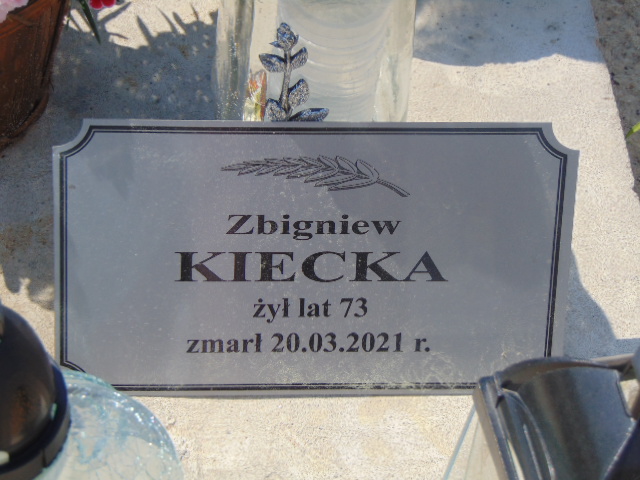 Zbigniew
KIECKA
żył lat 73
zmarł 20.03.2021 r.